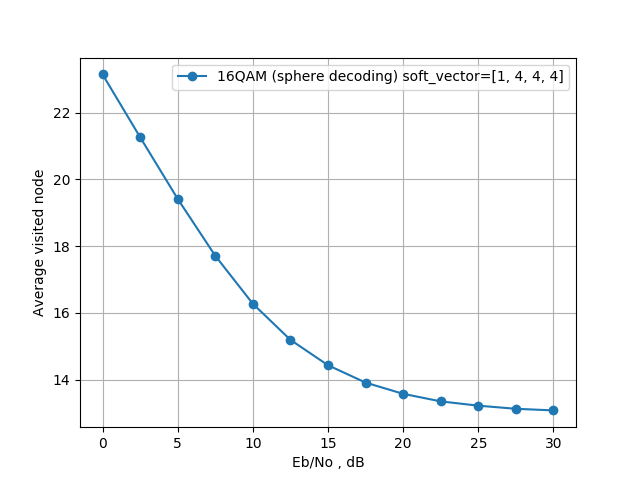 16QAM (sphere decoding) soft_vector=[1, 4, 4, 4]
Average visited node
22
20
18
16
14
0 5 10 15 20 25 30
Eb/No , dB